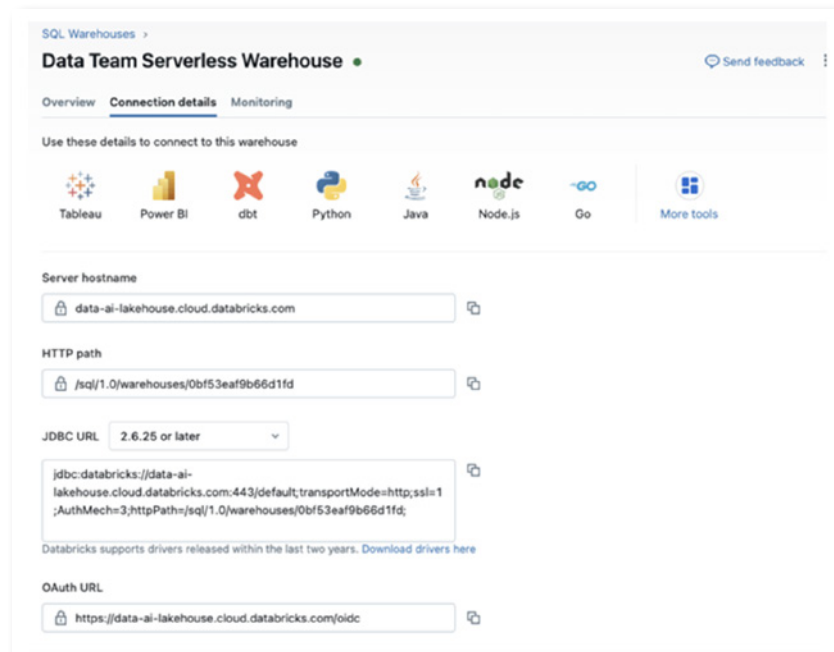 SQL Warehouses >
Data Team Serverless Warehouse
Send feedback
Overview Connection details Monitoring
Use these details to connect to this warehouse
node
GO
Tableau Power BI dbt Python Java Node.js Go More tools
Server hostname
data-ai-lakehouse.cloud.databricks.com
HTTP path
/sql/1.0/warehouses/0bf53eaf9b66d1fd
JDBC URL 2.6.25 or later
jdbc:databricks://data-ai-
lakehouse.cloud.databricks.com:443/default;transportMode=http;ssl=1
;AuthMech=3;httpPath=/sql/1.0/warehouses/0bf53eaf9b66d1fd;
Databricks supports drivers released within the last two years. Download drivers here
OAuth URL
https://data-ai-lakehouse.cloud.databricks.com/oidc